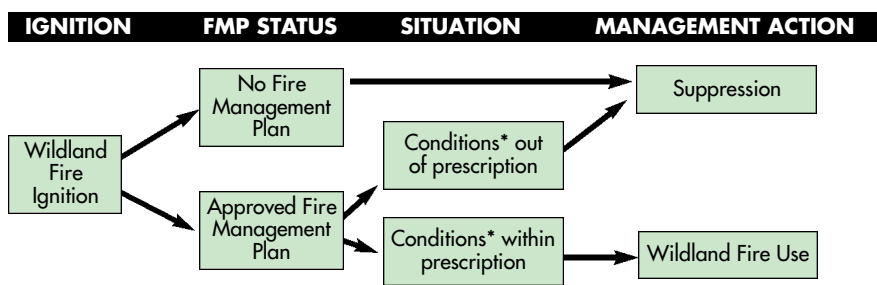 IGNITION FMP STATUS SITUATION MANAGEMENT ACTION
No Fire
Management
Plan
Suppression
Wildland
Fire
Ignition
Conditions* out
of prescription
Approved Fire
Management
Plan
Conditions* within
prescription
Wildland Fire Use